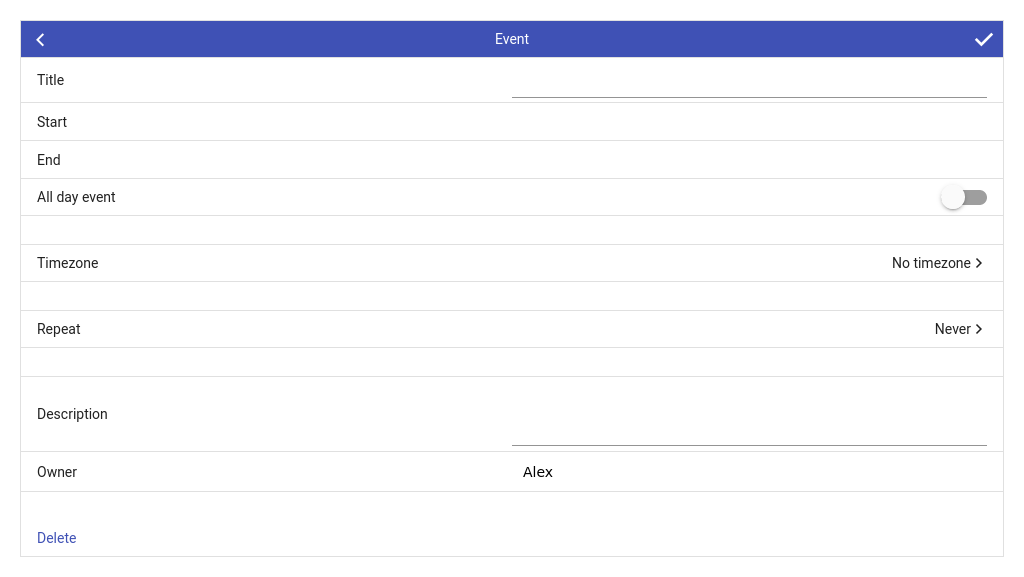 Event
Title
Start
End
All day event
Timezone No timezone
Repeat Never
Description
Owner Alex
Delete